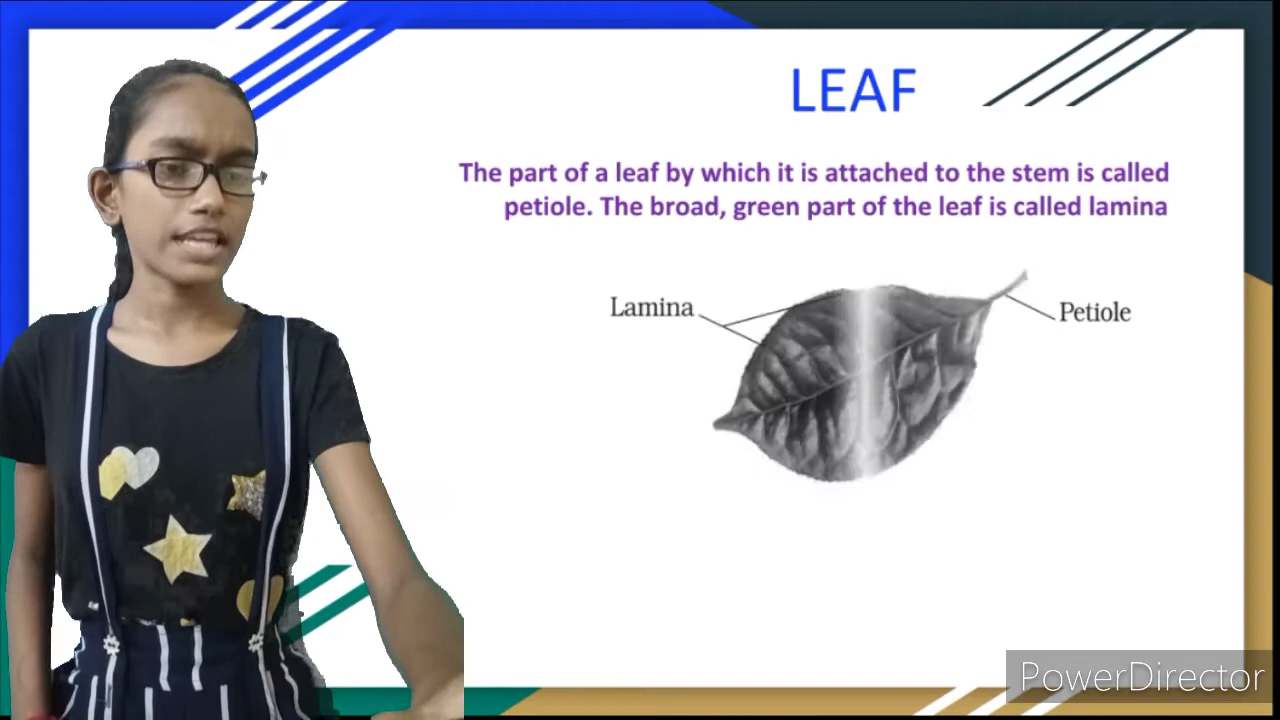 LEAF
The part of a leaf by which it is attached to the stem is called
petiole. The broad, green part of the leaf is called lamina
Lamina
Petiole
PowerDirector